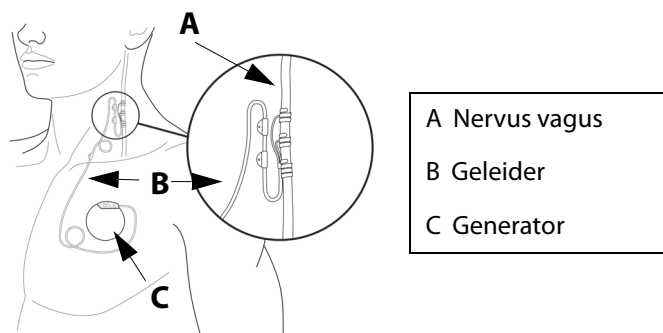 A
B
C
A Nervus vagus
B Geleider
C Generator